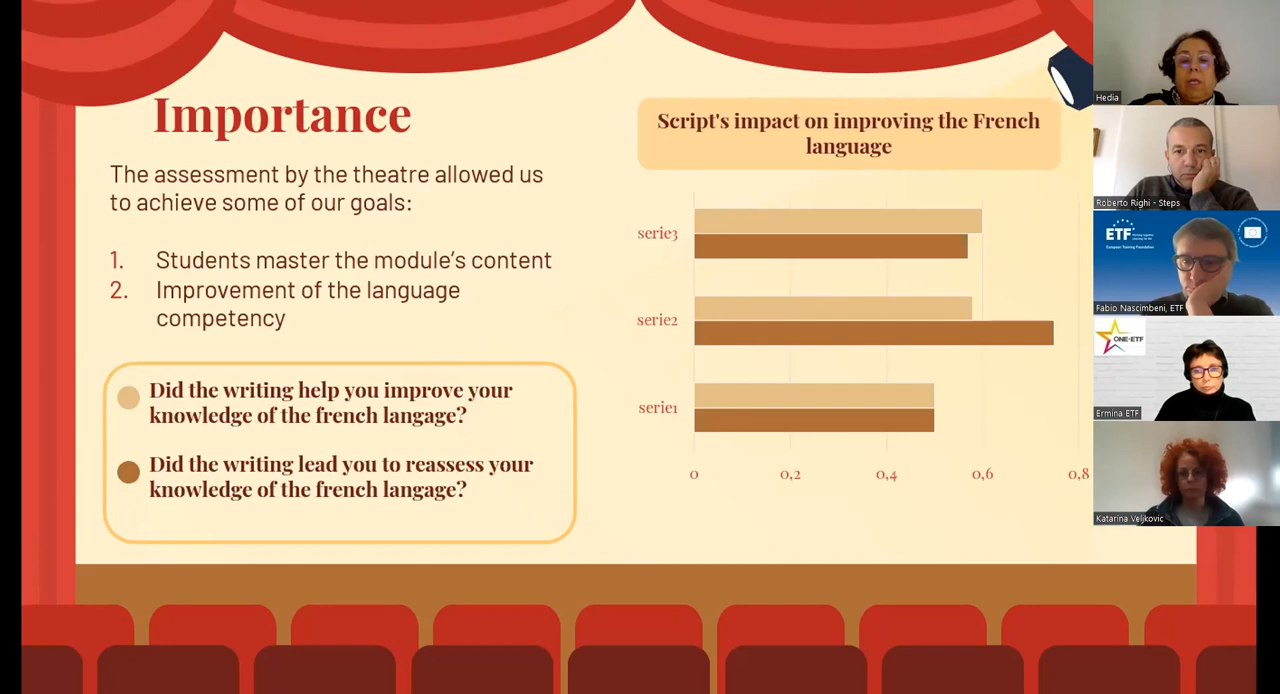 Importance
The assessment by the theatre allowed us
to achieve some of our goals:
1. Students master the module's content
2. Improvement of the language
competency
Did the writing help you improve your
knowledge of the french langage?
Did the writing lead you to reassess your
knowledge of the french langage?
Script's impact on improving the French
language
serie3
serie2
serie1
0 0,2 0,4 0,6 0,8
Hedia
Roberto Righi - Steps
ETF
European Training Foundation
Fabio Nascimbeni, ETF
ONE-ETF
Ermina ETF
Katarina Veljkovic